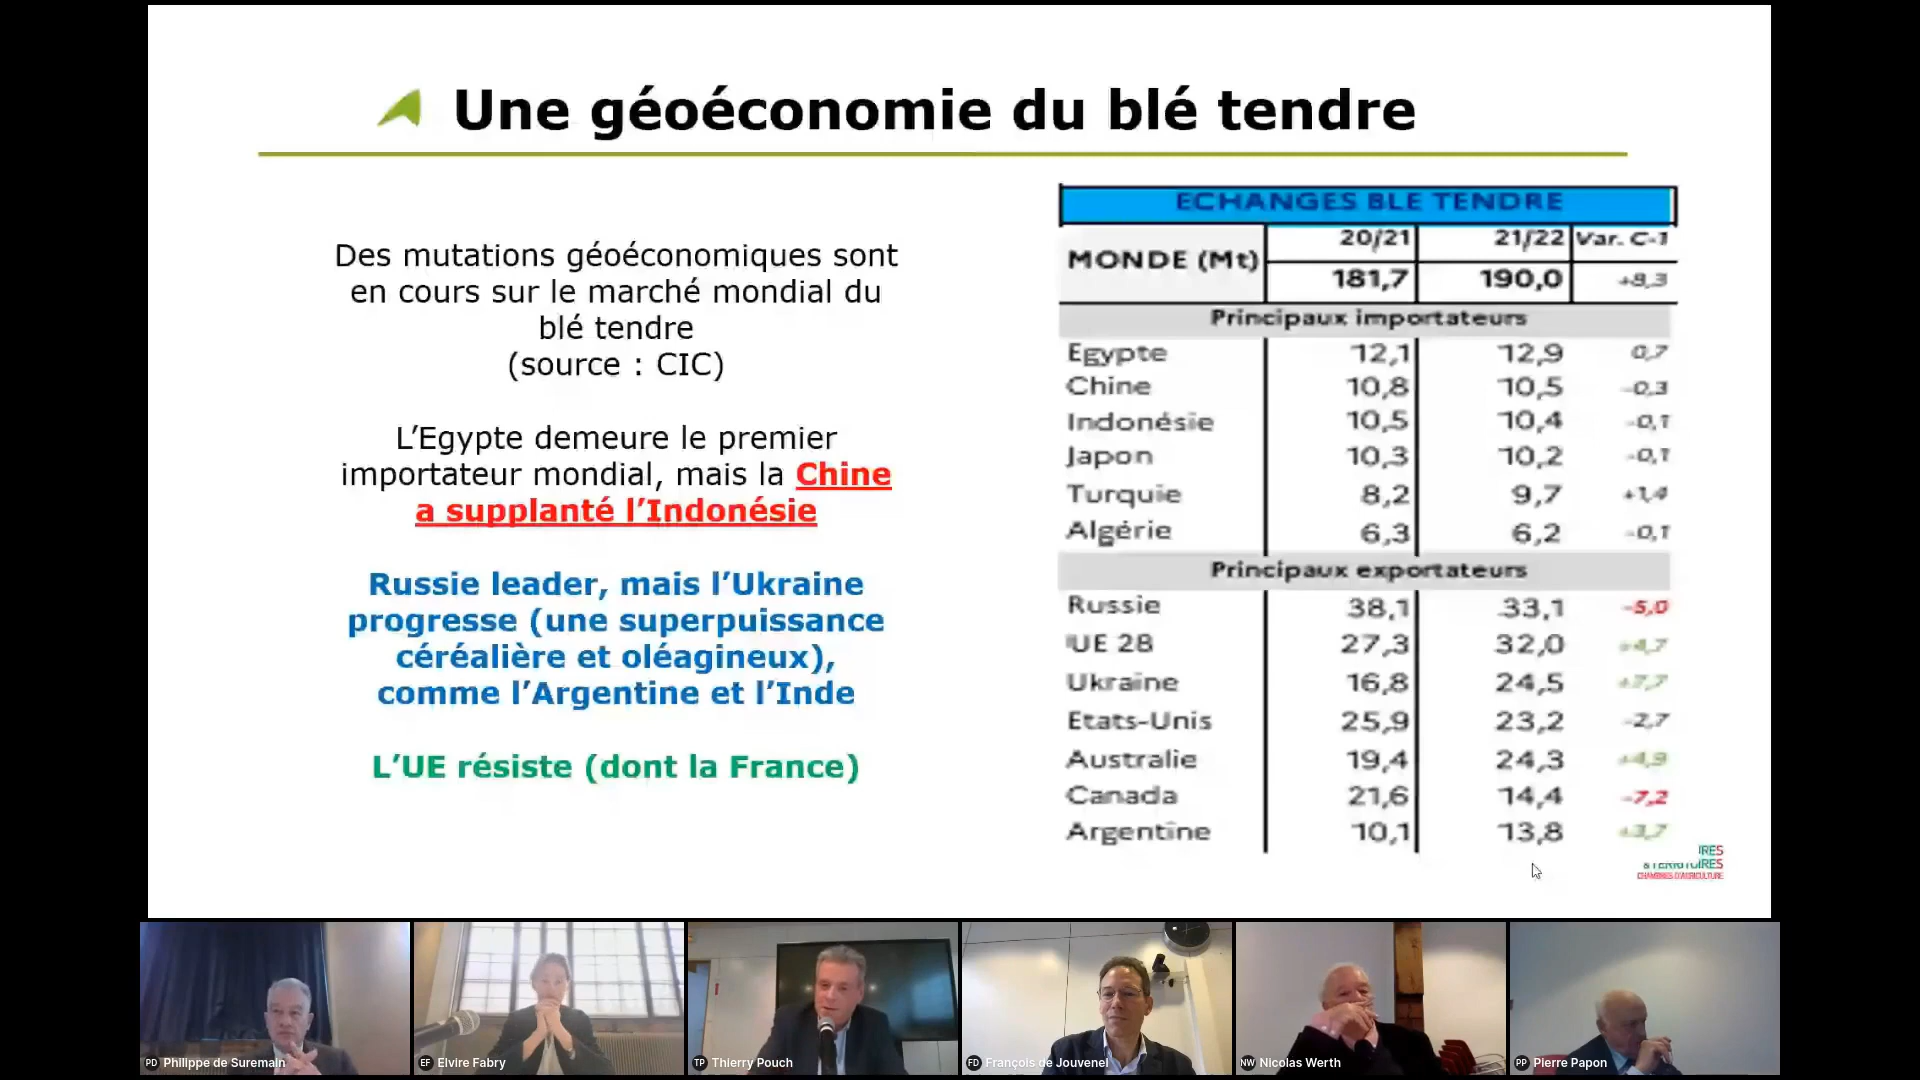 Une géoéconomie du blé tendre
Des mutations géoéconomiques sont
en cours sur le marché mondial du
blé tendre
(source : CIC)
L’Egypte demeure le premier
importateur mondial, mais la Chine
a supplanté l’Indonésie
Russie leader, mais l’Ukraine
progresse (une superpuissance
céréalière et oléagineux),
comme l’Argentine et l’Inde
L’UE résiste (dont la France)
ECHANGES BLE TENDRE
MONDE (Mt) 20/21 21/22 Var. C-1
181,7 190,0 +8,3
Principaux importateurs
Egypte 12,1 12,9 0,7
Chine 10,8 10,5 -0,3
Indonésie 10,5 10,4 -0,1
Japon 10,3 10,2 -0,1
Turquie 8,2 9,7 +1,4
Algérie 6,3 6,2 -0,1
Principaux exportateurs
Russie 38,1 33,1 -5,0
UE 28 27,3 32,0 +4,7
Ukraine 16,8 24,5 +7,7
Etats-Unis 25,9 23,2 -2,7
Australie 19,4 24,3 +4,9
Canada 21,6 14,4 -7,2
Argentine 10,1 13,8 +3,7
& TERRITOIRES
CHAMBRES D'AGRICULTURE
PD Philippe de Suremain
EF Elvire Fabry
TP Thierry Pouch
FD François de Jouvenel
NW Nicolas Werth
PP Pierre Papon